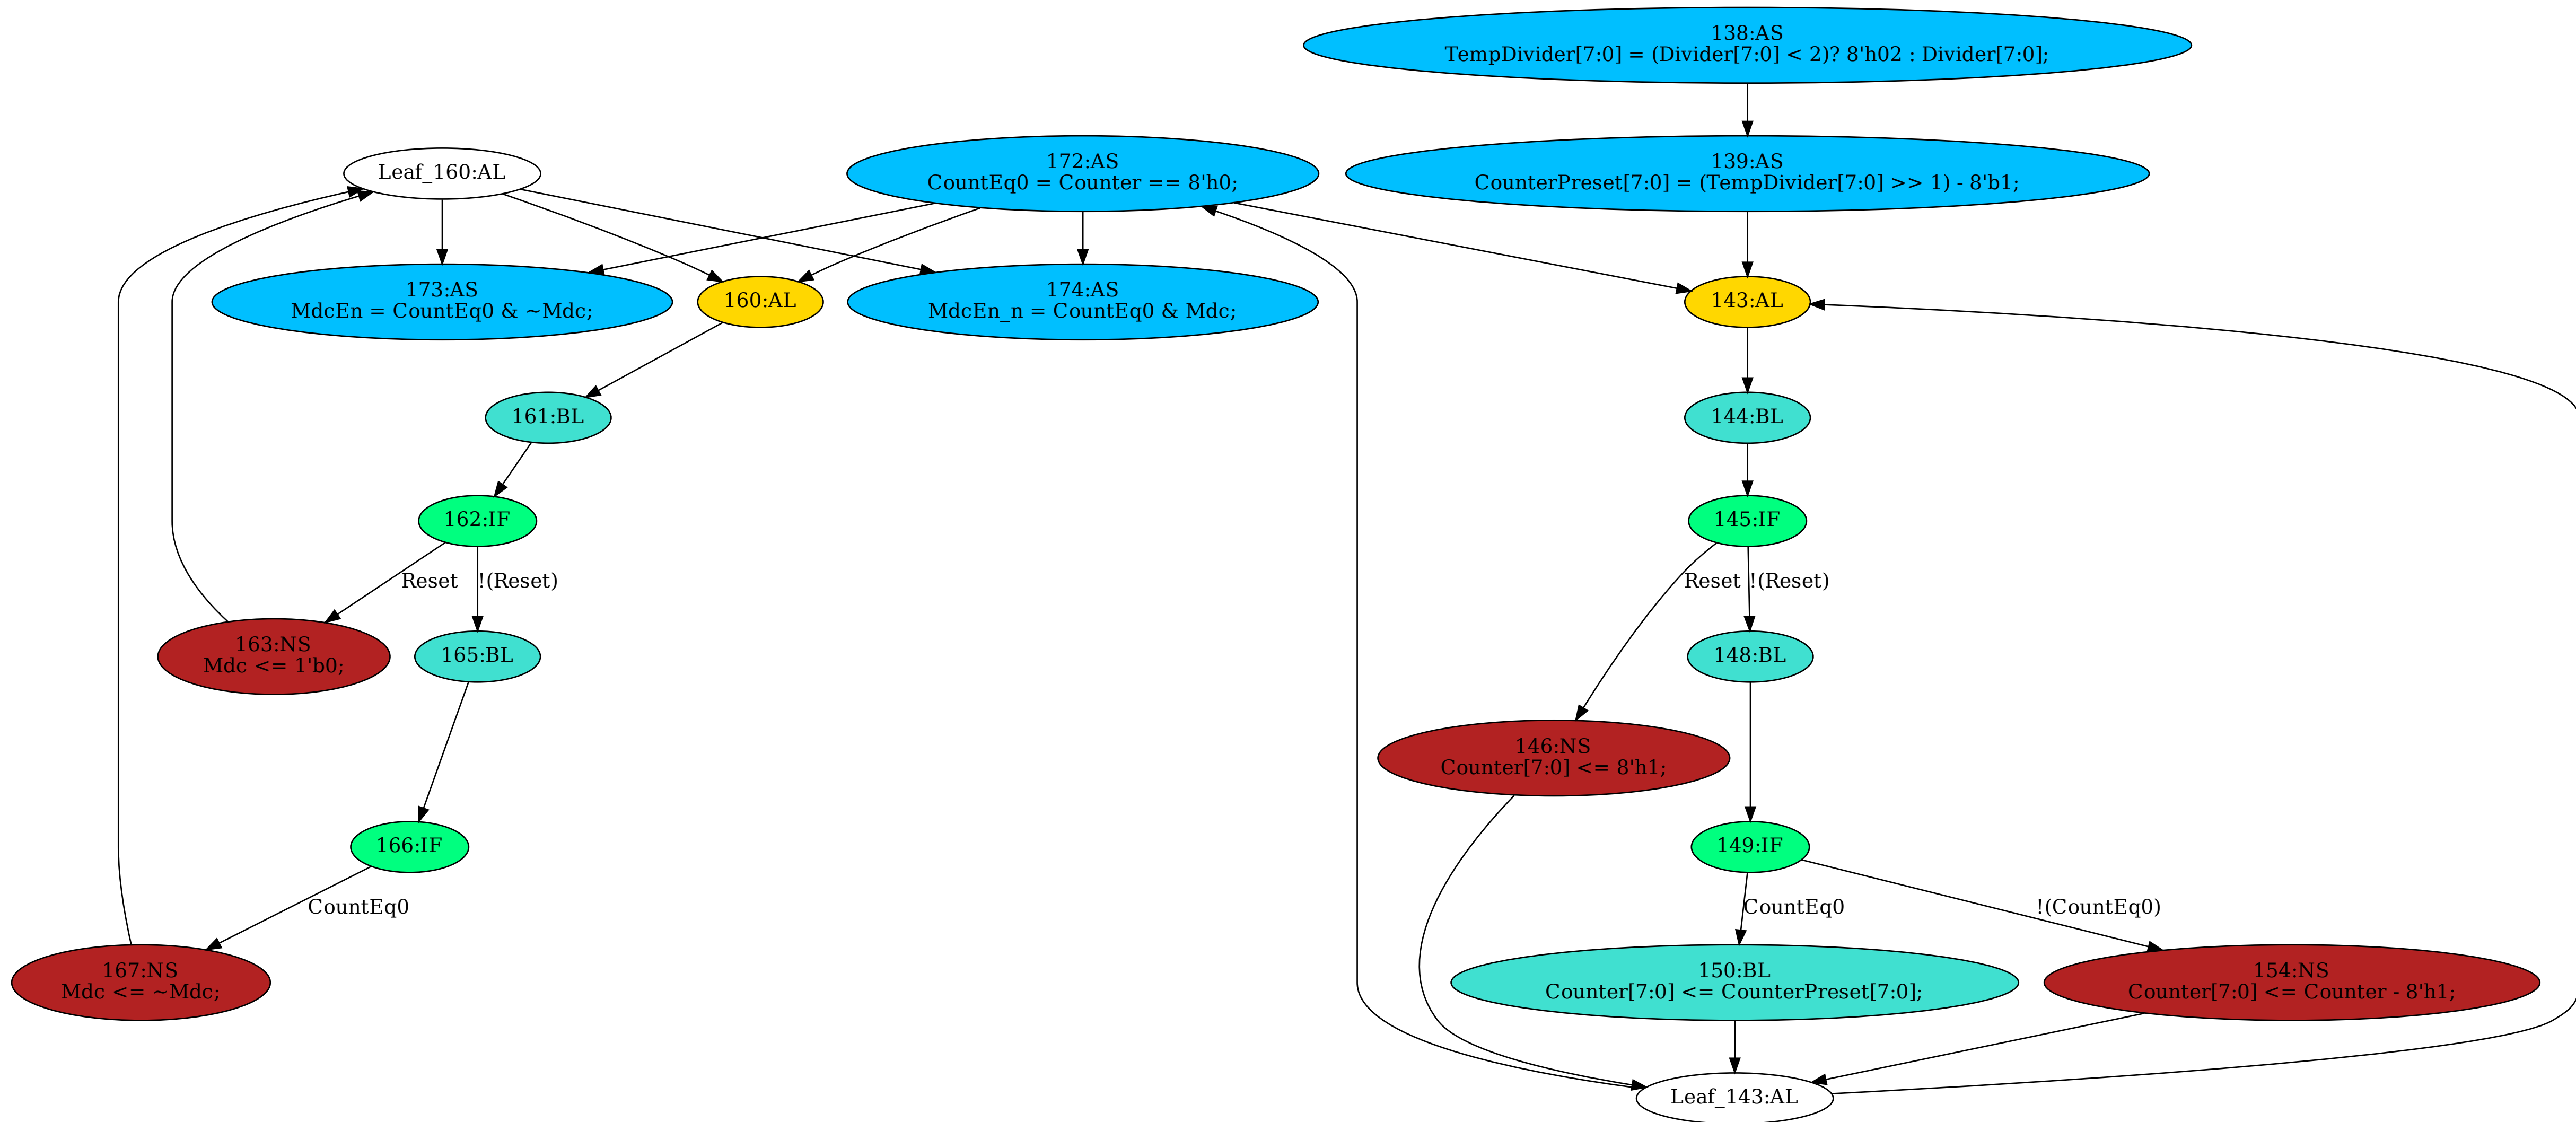 138:AS
TempDivider[7:0] = (Divider[7:0] < 2)? 8'h02 : Divider[7:0];
Leaf_160:AL
172:AS
CountEq0 = Counter == 8'h0;
139:AS
CounterPreset[7:0] = (TempDivider[7:0] >> 1) - 8'b1;
173:AS
MdcEn = CountEq0 & ~Mdc;
160:AL
174:AS
MdcEn_n = CountEq0 & Mdc;
143:AL
161:BL
144:BL
162:IF
145:IF
Reset
!(Reset)
Reset
!(Reset)
163:NS
Mdc <= 1'b0;
165:BL
148:BL
146:NS
Counter[7:0] <= 8'h1;
166:IF
149:IF
CountEq0
CountEq0
!(CountEq0)
167:NS
Mdc <= ~Mdc;
150:BL
Counter[7:0] <= CounterPreset[7:0];
154:NS
Counter[7:0] <= Counter - 8'h1;
Leaf_143:AL